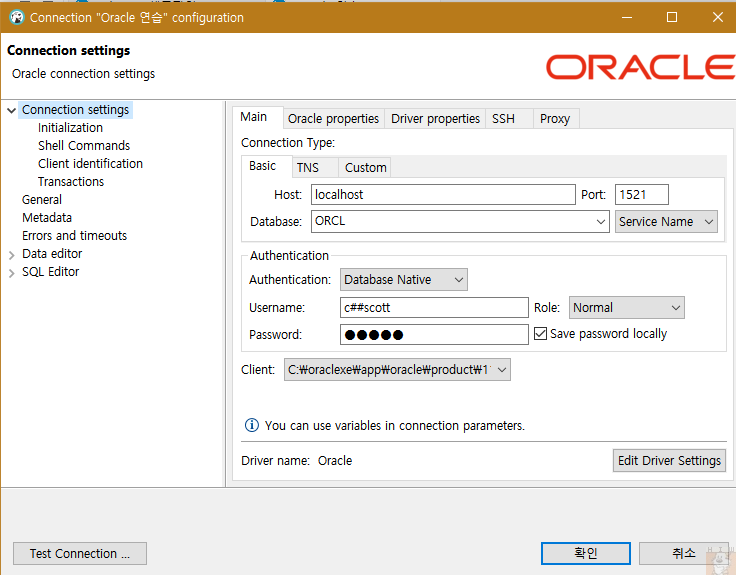 Connection "Oracle 연습" configuration
Connection settings
Oracle connection settings
ORACLE
Connection settings
Initialization
Shell Commands
Client identification
Transactions
General
Metadata
Errors and timeouts
Data editor
SQL Editor
Main Oracle properties Driver properties SSH Proxy
Connection Type:
Basic TNS Custom
Host: localhost Port: 1521
Database: ORCL Service Name
Authentication
Authentication: Database Native
Username: c##scott Role: Normal
Password: ●●●●● Save password locally
Client: C:₩oraclexe₩app₩oracle₩product₩1
You can use variables in connection parameters.
Driver name: Oracle Edit Driver Settings
Test Connection ... 확인 취소